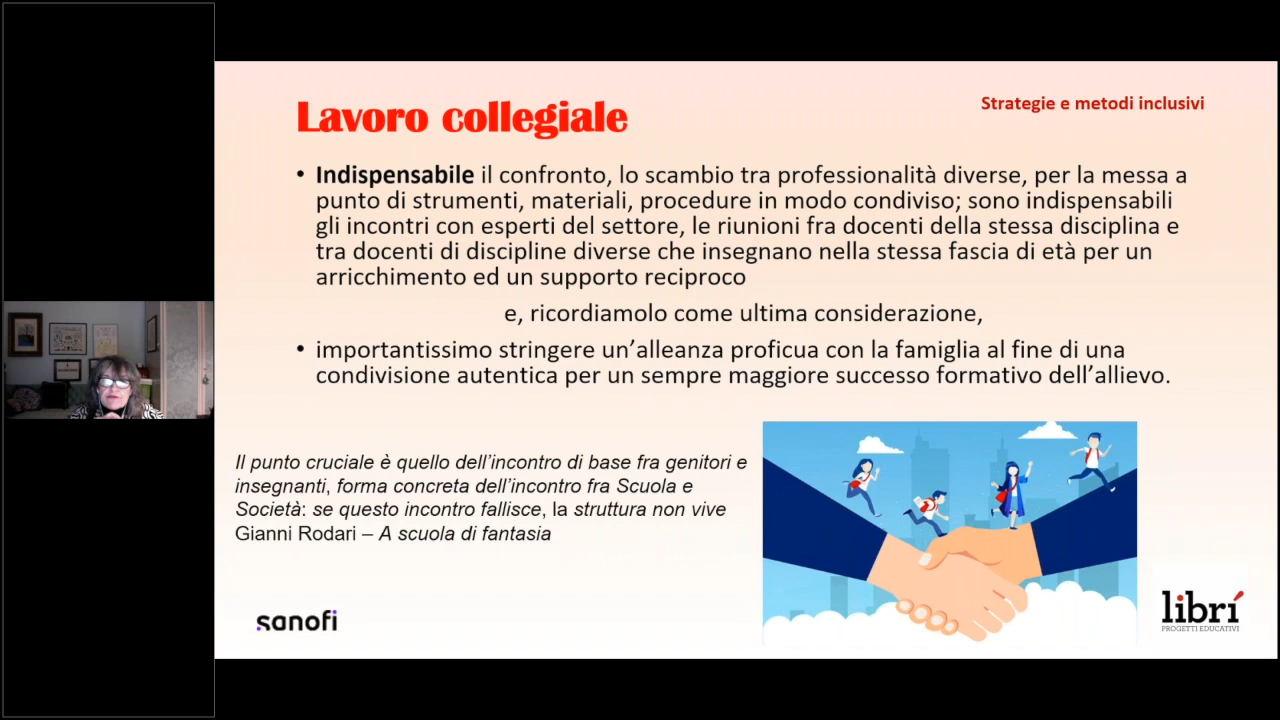 Lavoro collegiale
Strategie e metodi inclusivi
• Indispensabile il confronto, lo scambio tra professionalità diverse, per la messa a
punto di strumenti, materiali, procedure in modo condiviso; sono indispensabili
gli incontri con esperti del settore, le riunioni fra docenti della stessa disciplina e
tra docenti di discipline diverse che insegnano nella stessa fascia di età per un
arricchimento ed un supporto reciproco
e, ricordiamolo come ultima considerazione,
• importantissimo stringere un’alleanza proficua con la famiglia al fine di una
condivisione autentica per un sempre maggiore successo formativo dell’allievo.
Il punto cruciale è quello dell’incontro di base fra genitori e
insegnanti, forma concreta dell’incontro fra Scuola e
Società: se questo incontro fallisce, la struttura non vive
Gianni Rodari – A scuola di fantasia
sanofi
librí
PROGETTI EDUCATIVI